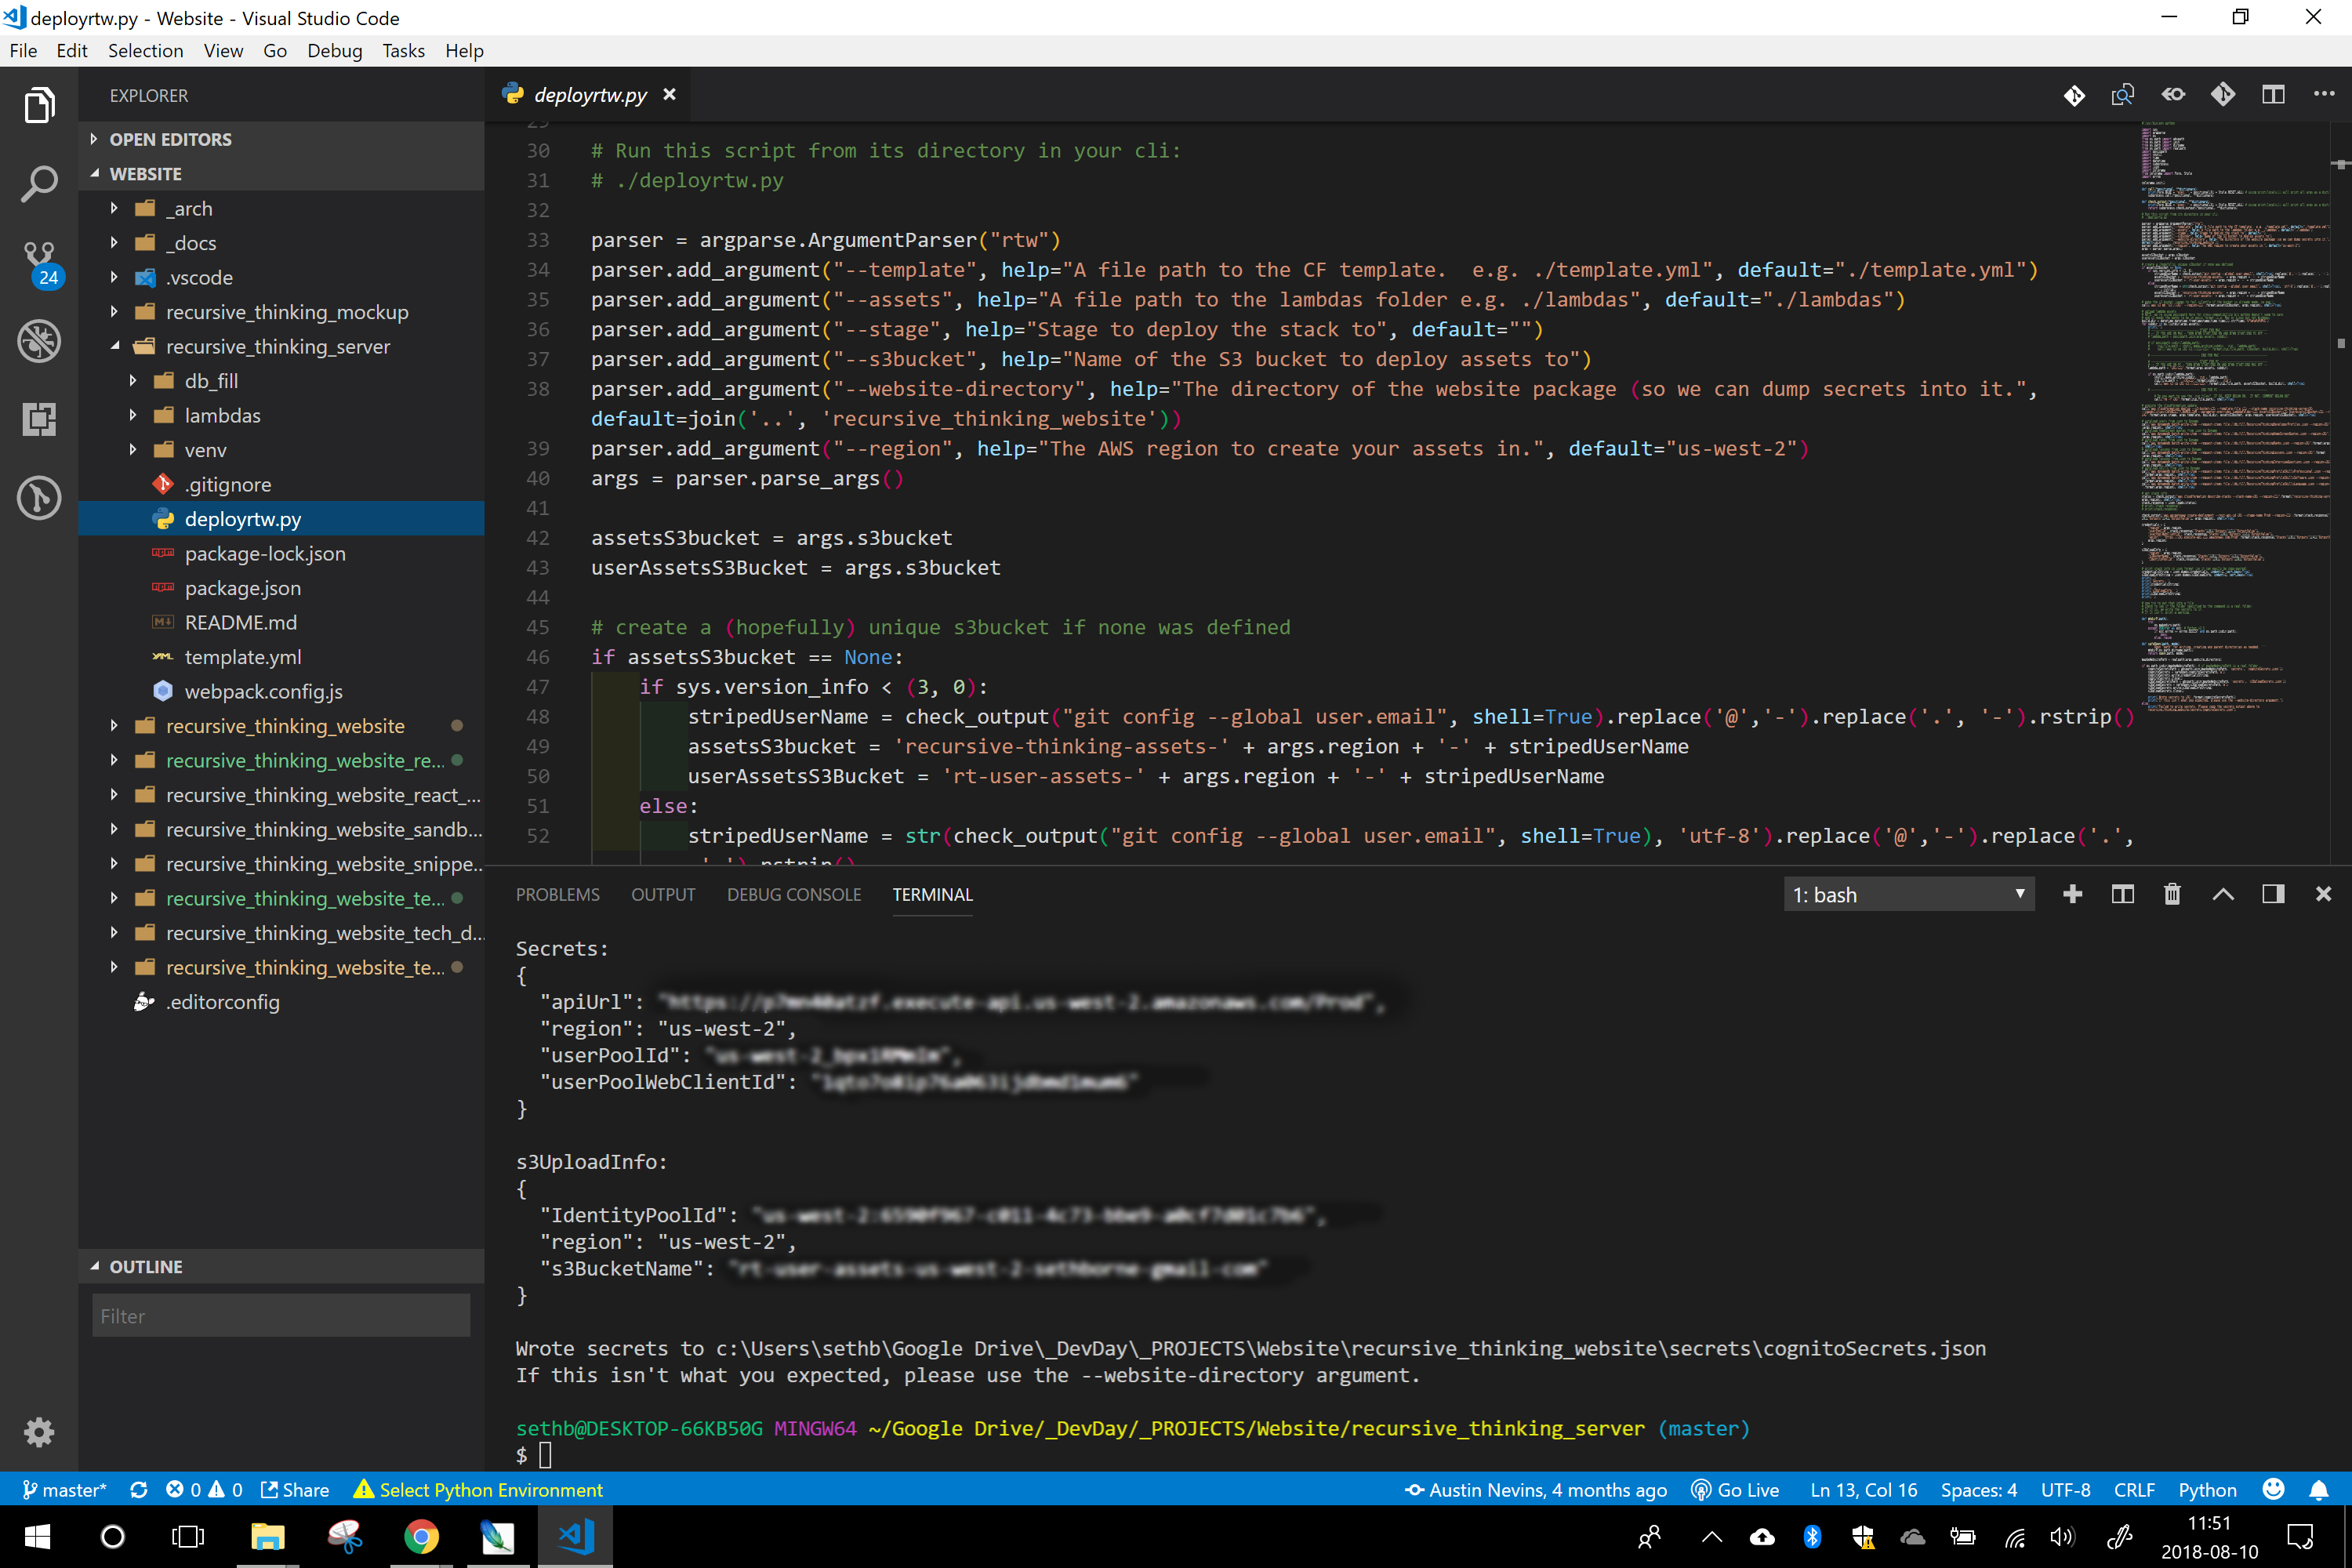 deployrtw.py - Website - Visual Studio Code
File Edit Selection View Go Debug Tasks Help
EXPLORER
OPEN EDITORS
WEBSITE
_arch
_docs
.vscode
recursive_thinking_mockup
recursive_thinking_server
db_fill
lambdas
venv
.gitignore
deployrtw.py
package-lock.json
package.json
README.md
template.yml
webpack.config.js
recursive_thinking_website
recursive_thinking_website_re...
recursive_thinking_website_react_...
recursive_thinking_website_sandb...
recursive_thinking_website_snippe...
recursive_thinking_website_te...
recursive_thinking_website_tech_d...
recursive_thinking_website_te...
.editorconfig
OUTLINE
Filter
24
deployrtw.py
29
30 # Run this script from its directory in your cli:
31 # ./deployrtw.py
32
33 parser = argparse.ArgumentParser("rtw")
34 parser.add_argument("--template", help="A file path to the CF template.  e.g. ./template.yml", default="./template.yml")
35 parser.add_argument("--assets", help="A file path to the lambdas folder e.g. ./lambdas", default="./lambdas")
36 parser.add_argument("--stage", help="Stage to deploy the stack to", default="")
37 parser.add_argument("--s3bucket", help="Name of the S3 bucket to deploy assets to")
38 parser.add_argument("--website-directory", help="The directory of the website package (so we can dump secrets into it.",
default=join('..', 'recursive_thinking_website'))
39 parser.add_argument("--region", help="The AWS region to create your assets in.", default="us-west-2")
40 args = parser.parse_args()
41
42 assetsS3bucket = args.s3bucket
43 userAssetsS3Bucket = args.s3bucket
44
45 # create a (hopefully) unique s3bucket if none was defined
46 if assetsS3bucket == None:
47 if sys.version_info < (3, 0):
48 stripedUserName = check_output("git config --global user.email", shell=True).replace('@','-').replace('.', '-').rstrip()
49 assetsS3bucket = 'recursive-thinking-assets-' + args.region + '-' + stripedUserName
50 userAssetsS3Bucket = 'rt-user-assets-' + args.region + '-' + stripedUserName
51 else:
52 stripedUserName = str(check_output("git config --global user.email", shell=True), 'utf-8').replace('@','-').replace('.',
'-').rstrip()
PROBLEMS OUTPUT DEBUG CONSOLE TERMINAL
1: bash
Secrets:
{
"apiUrl":
"region": "us-west-2",
"userPoolId":
"userPoolWebClientId":
}
s3UploadInfo:
{
"IdentityPoolId":
"region": "us-west-2",
"s3BucketName":
}
Wrote secrets to c:\Users\sethb\Google Drive\_DevDay\_PROJECTS\Website\recursive_thinking_website\secrets\cognitoSecrets.json
If this isn't what you expected, please use the --website-directory argument.
sethb@DESKTOP-66KB50G MINGW64 ~/Google Drive/_DevDay/_PROJECTS/Website/recursive_thinking_server (master)
$
master* 0 0 Share Select Python Environment Austin Nevins, 4 months ago Go Live Ln 13, Col 16 Spaces: 4 UTF-8 CRLF Python
11:51
2018-08-10